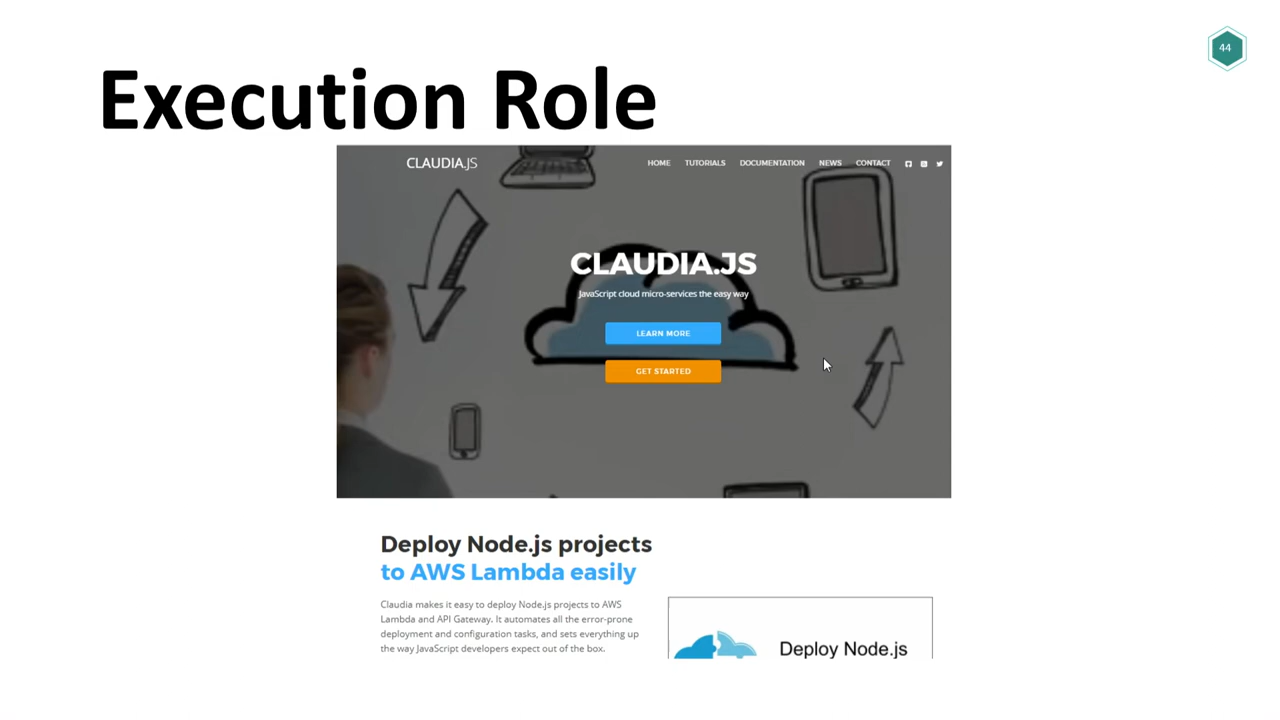 44
Execution Role
CLAUDIA.JS
HOME TUTORIALS DOCUMENTATION NEWS CONTACT
CLAUDIA.JS
JavaScript cloud micro-services the easy way
LEARN MORE
GET STARTED
Deploy Node.js projects
to AWS Lambda easily
Claudia makes it easy to deploy Node.js projects to AWS
Lambda and API Gateway. It automates all the error-prone
deployment and configuration tasks, and sets everything up
the way JavaScript developers expect out of the box.
Deploy Node.js